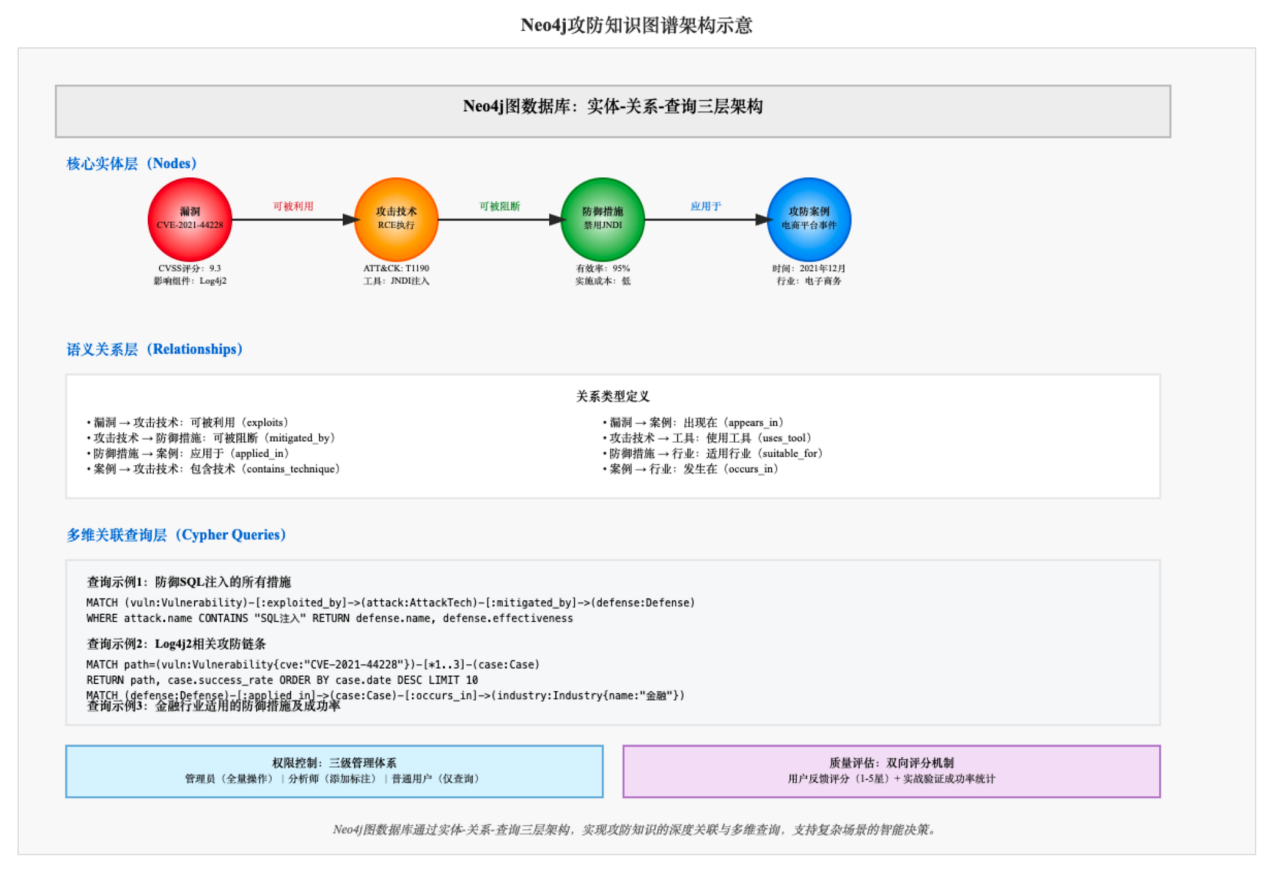 Neo4j攻防知识图谱架构示意
Neo4j图数据库：实体-关系-查询三层架构
核心实体层（Nodes）
漏洞
CVE-2021-44228
可被利用
攻击技术
RCE执行
可被阻断
防御措施
禁用JNDI
应用于
攻防案例
电商平台事件
CVSS评分：9.3
影响组件：Log4j2
ATT&CK: T1190
工具：JNDI注入
有效率：95%
实施成本：低
时间：2021年12月
行业：电子商务
语义关系层（Relationships）
关系类型定义
• 漏洞 → 攻击技术：可被利用（exploits）
• 攻击技术 → 防御措施：可被阻断（mitigated_by）
• 防御措施 → 案例：应用于（applied_in）
• 案例 → 攻击技术：包含技术（contains_technique）
• 漏洞 → 案例：出现在（appears_in）
• 攻击技术 → 工具：使用工具（uses_tool）
• 防御措施 → 行业：适用行业（suitable_for）
• 案例 → 行业：发生在（occurs_in）
多维关联查询层（Cypher Queries）
查询示例1：防御SQL注入的所有措施
MATCH (vuln:Vulnerability)-[:exploited_by]->(attack:AttackTech)-[:mitigated_by]->(defense:Defense)
WHERE attack.name CONTAINS "SQL注入" RETURN defense.name, defense.effectiveness
查询示例2：Log4j2相关攻防链条
MATCH path=(vuln:Vulnerability{cve:"CVE-2021-44228"})-[*1..3]-(case:Case)
RETURN path, case.success_rate ORDER BY case.date DESC LIMIT 10
MATCH (defense:Defense)-[:applied_in]->(case:Case)-[:occurs_in]->(industry:Industry{name:"金融"})
查询示例3：金融行业适用的防御措施及成功率
权限控制：三级管理体系
管理员（全量操作）| 分析师（添加标注）| 普通用户（仅查询）
质量评估：双向评分机制
用户反馈评分（1-5星）+ 实战验证成功率统计
Neo4j图数据库通过实体-关系-查询三层架构，实现攻防知识的深度关联与多维查询，支持复杂场景的智能决策。